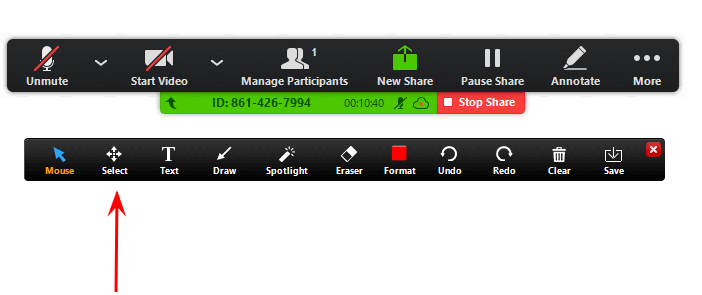 1
Unmute Start Video Manage Participants New Share Pause Share Annotate More
ID: 861-426-7994 00:10:40 Stop Share
T
Mouse Select Text Draw Spotlight Eraser Format Undo Redo Clear Save